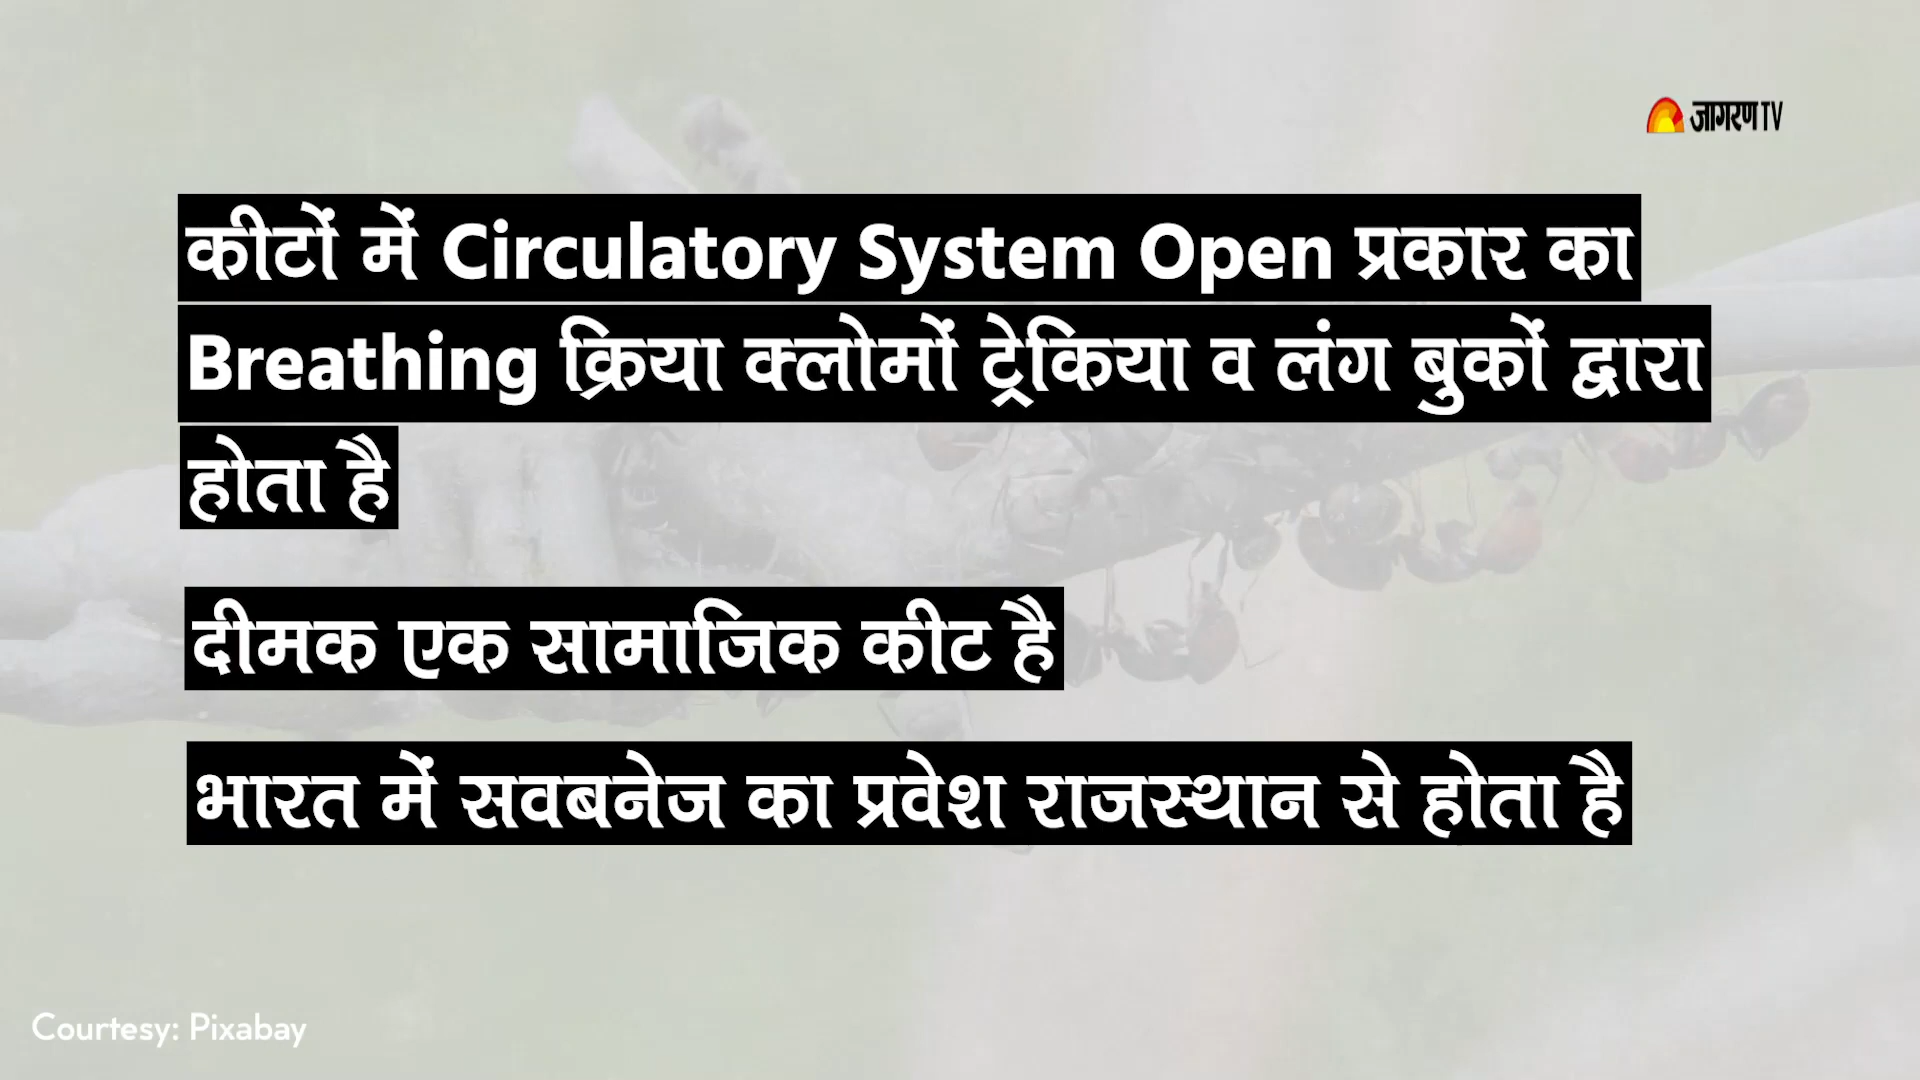 जागरण TV
कीटों में Circulatory System Open प्रकार का
Breathing क्रिया क्लोमों ट्रेकिया व लंग बुकों द्वारा
होता है
दीमक एक सामाजिक कीट है
भारत में सवबनेज का प्रवेश राजस्थान से होता है
Courtesy: Pixabay